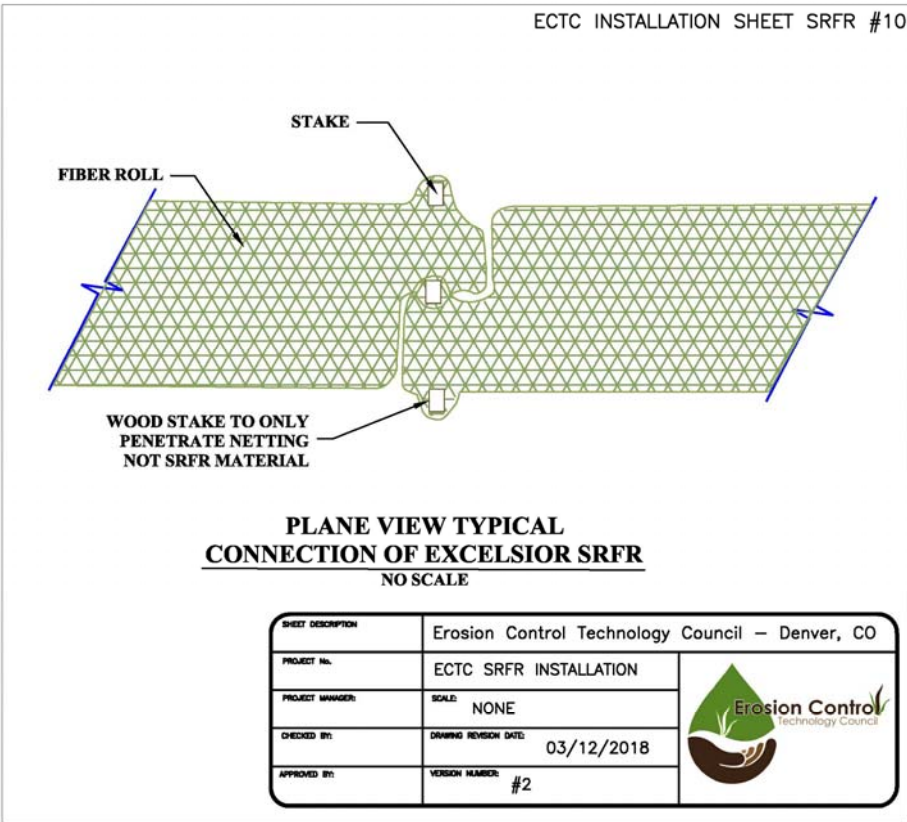 ECTC INSTALLATION SHEET SRFR #10
STAKE
FIBER ROLL
WOOD STAKE TO ONLY
PENETRATE NETTING
NOT SRFR MATERIAL
PLANE VIEW TYPICAL
CONNECTION OF EXCELSIOR SRFR
NO SCALE
SHEET DESCRIPTION
Erosion Control Technology Council – Denver, CO
PROJECT No.
ECTC SRFR INSTALLATION
PROJECT MANAGER:
SCALE:
NONE
CHECKED BY:
DRAWING REVISION DATE:
03/12/2018
APPROVED BY:
VERSION NUMBER:
#2
Erosion Control
Technology Council